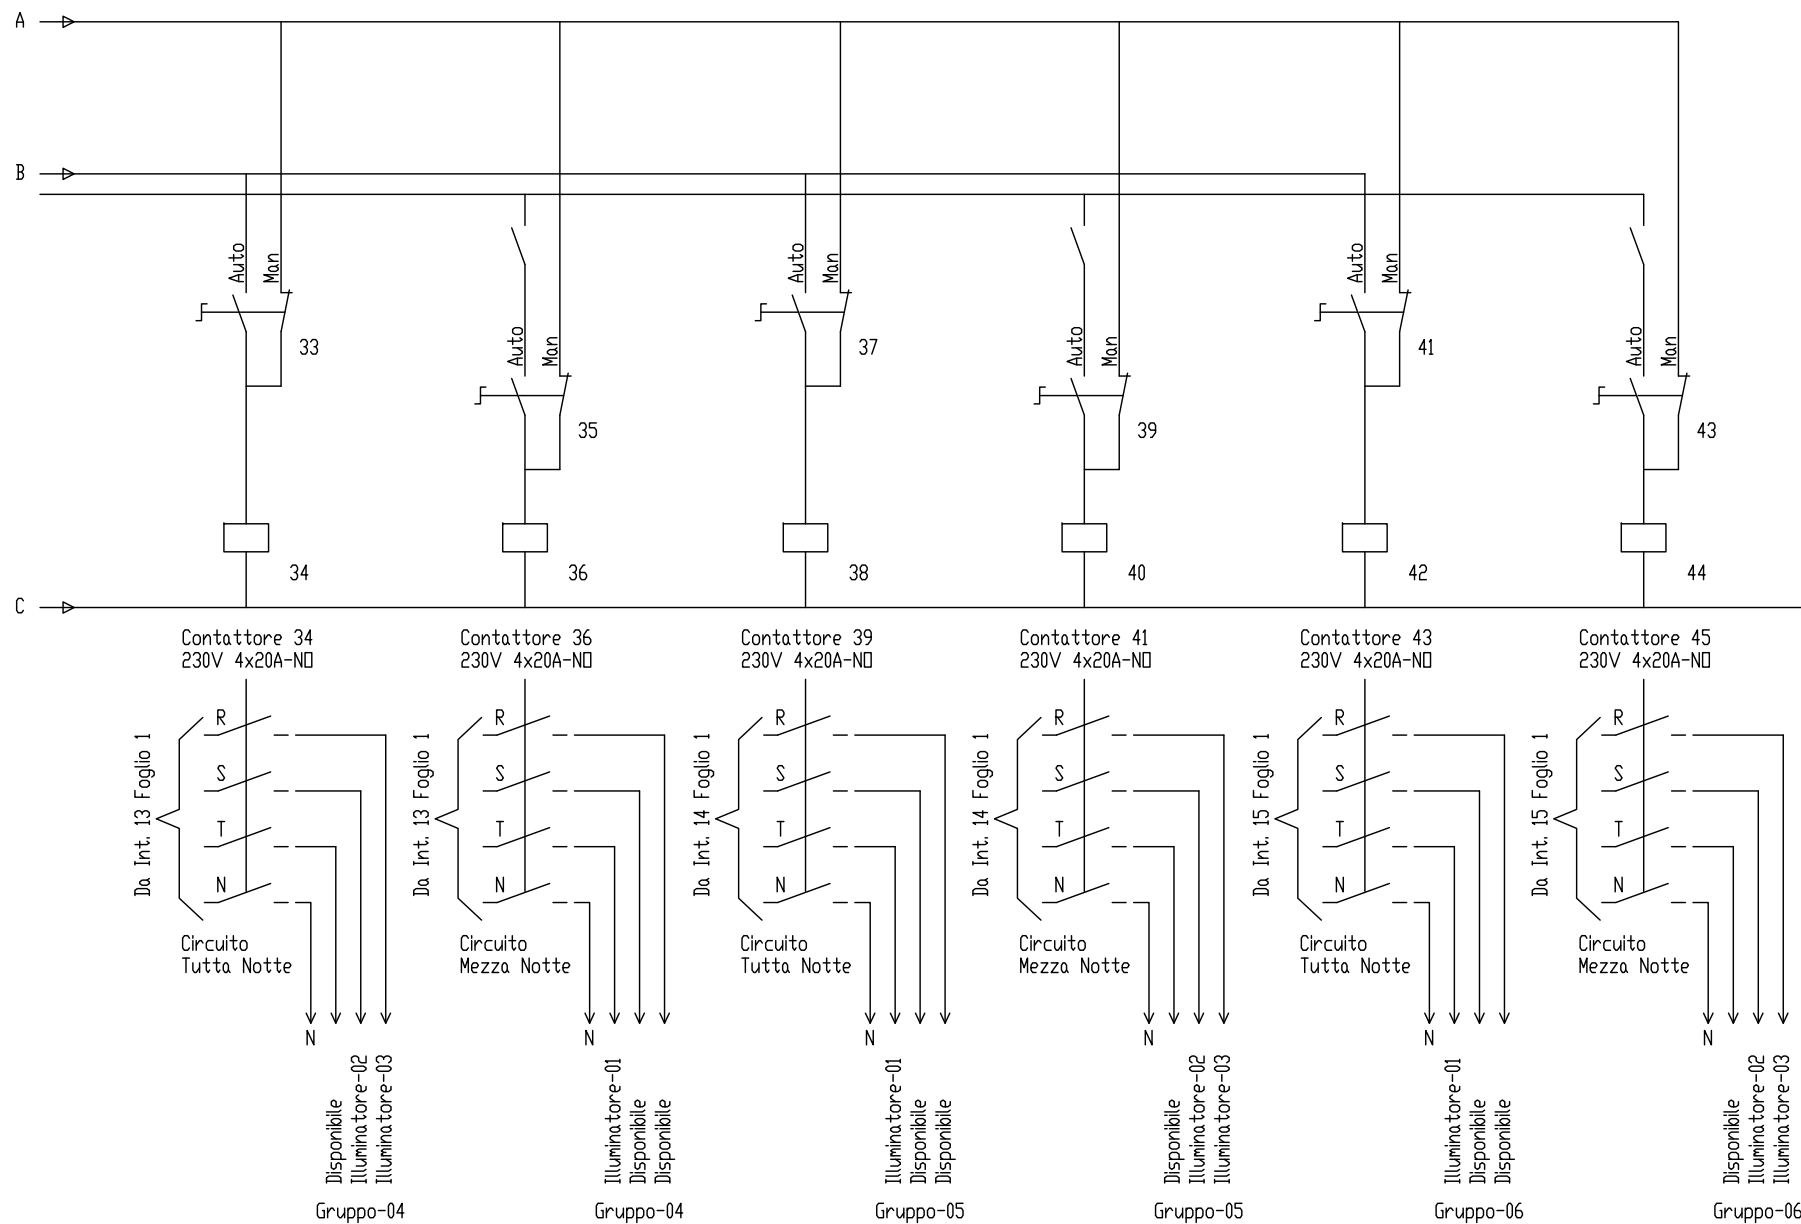 A
B
Auto
Man
Auto
Man
Auto
Man
33
37
41
Auto
Man
Auto
Man
Auto
Man
35
39
43
34
36
38
40
42
44
C
Contattore 34
230V 4x20A-NO
Contattore 36
230V 4x20A-NO
Contattore 39
230V 4x20A-NO
Contattore 41
230V 4x20A-NO
Contattore 43
230V 4x20A-NO
Contattore 45
230V 4x20A-NO
Da Int. 13 Foglio 1
R
S
T
N
Circuito
Tutta Notte
N
Disponibile
Illuminatore-02
Illuminatore-03
Gruppo-04
Da Int. 13 Foglio 1
R
S
T
N
Circuito
Mezza Notte
N
Illuminatore-01
Disponibile
Disponibile
Gruppo-04
Da Int. 14 Foglio 1
R
S
T
N
Circuito
Tutta Notte
N
Illuminatore-01
Disponibile
Disponibile
Gruppo-05
Da Int. 14 Foglio 1
R
S
T
N
Circuito
Mezza Notte
N
Disponibile
Illuminatore-02
Illuminatore-03
Gruppo-05
Da Int. 15 Foglio 1
R
S
T
N
Circuito
Tutta Notte
N
Illuminatore-01
Disponibile
Disponibile
Gruppo-06
Da Int. 15 Foglio 1
R
S
T
N
Circuito
Mezza Notte
N
Disponibile
Illuminatore-02
Illuminatore-03
Gruppo-06